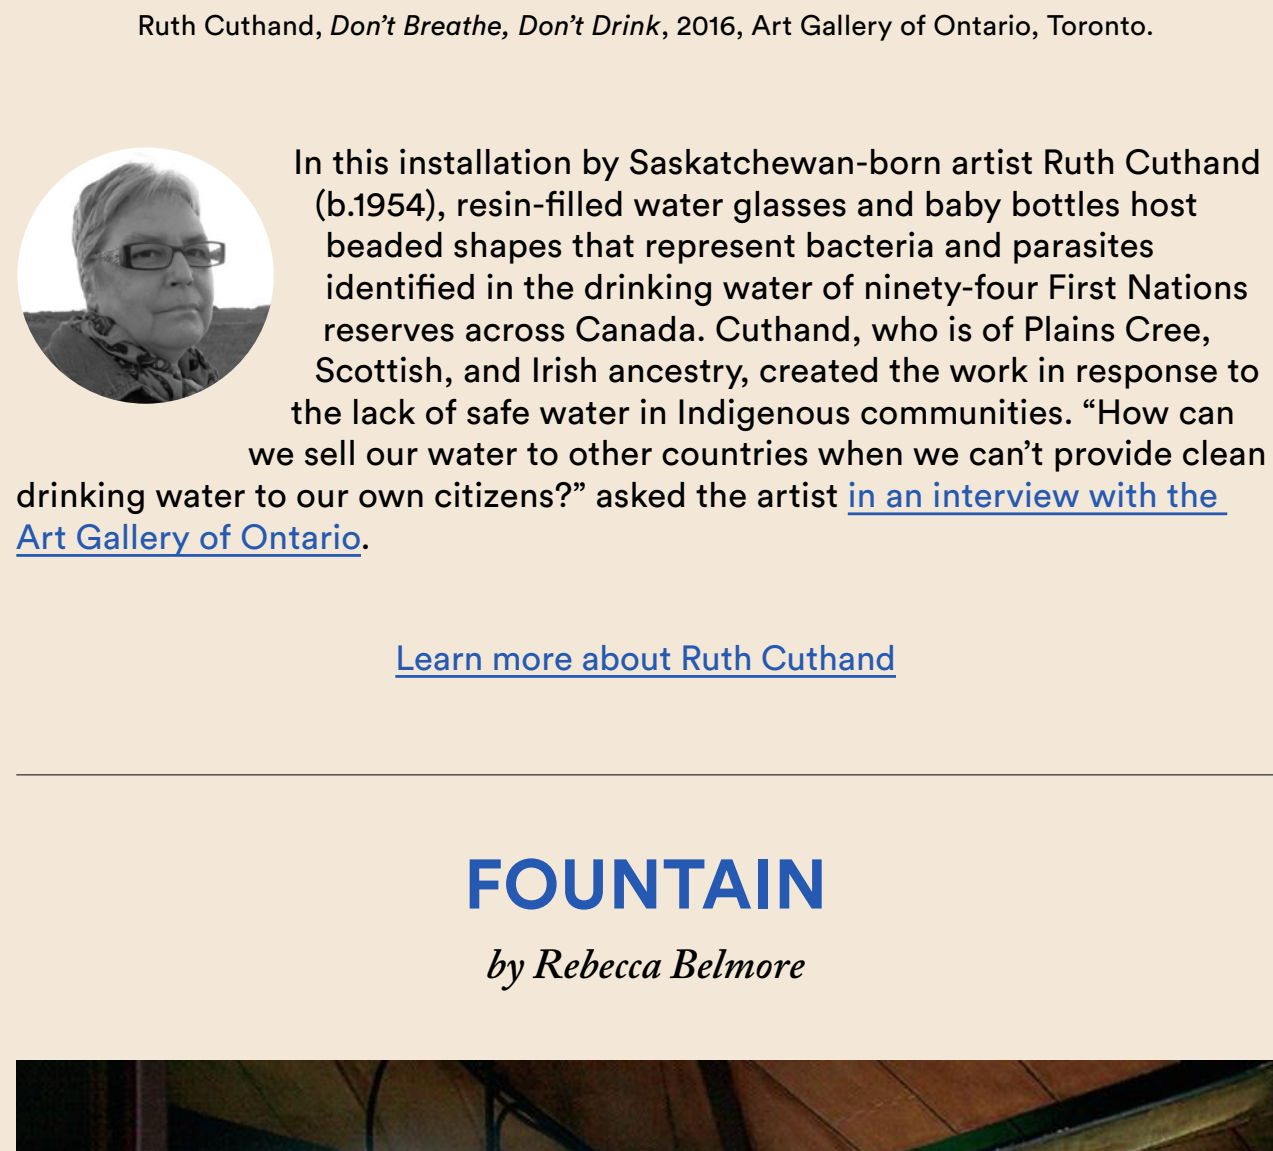 Ruth Cuthand, Don’t Breathe, Don’t Drink, 2016, Art Gallery of Ontario, Toronto.
In this installation by Saskatchewan-born artist Ruth Cuthand
(b.1954), resin-filled water glasses and baby bottles host
beaded shapes that represent bacteria and parasites
identified in the drinking water of ninety-four First Nations
reserves across Canada. Cuthand, who is of Plains Cree,
Scottish, and Irish ancestry, created the work in response to
the lack of safe water in Indigenous communities. “How can
we sell our water to other countries when we can’t provide clean
drinking water to our own citizens?” asked the artist in an interview with the
Art Gallery of Ontario.
Learn more about Ruth Cuthand
FOUNTAIN
by Rebecca Belmore